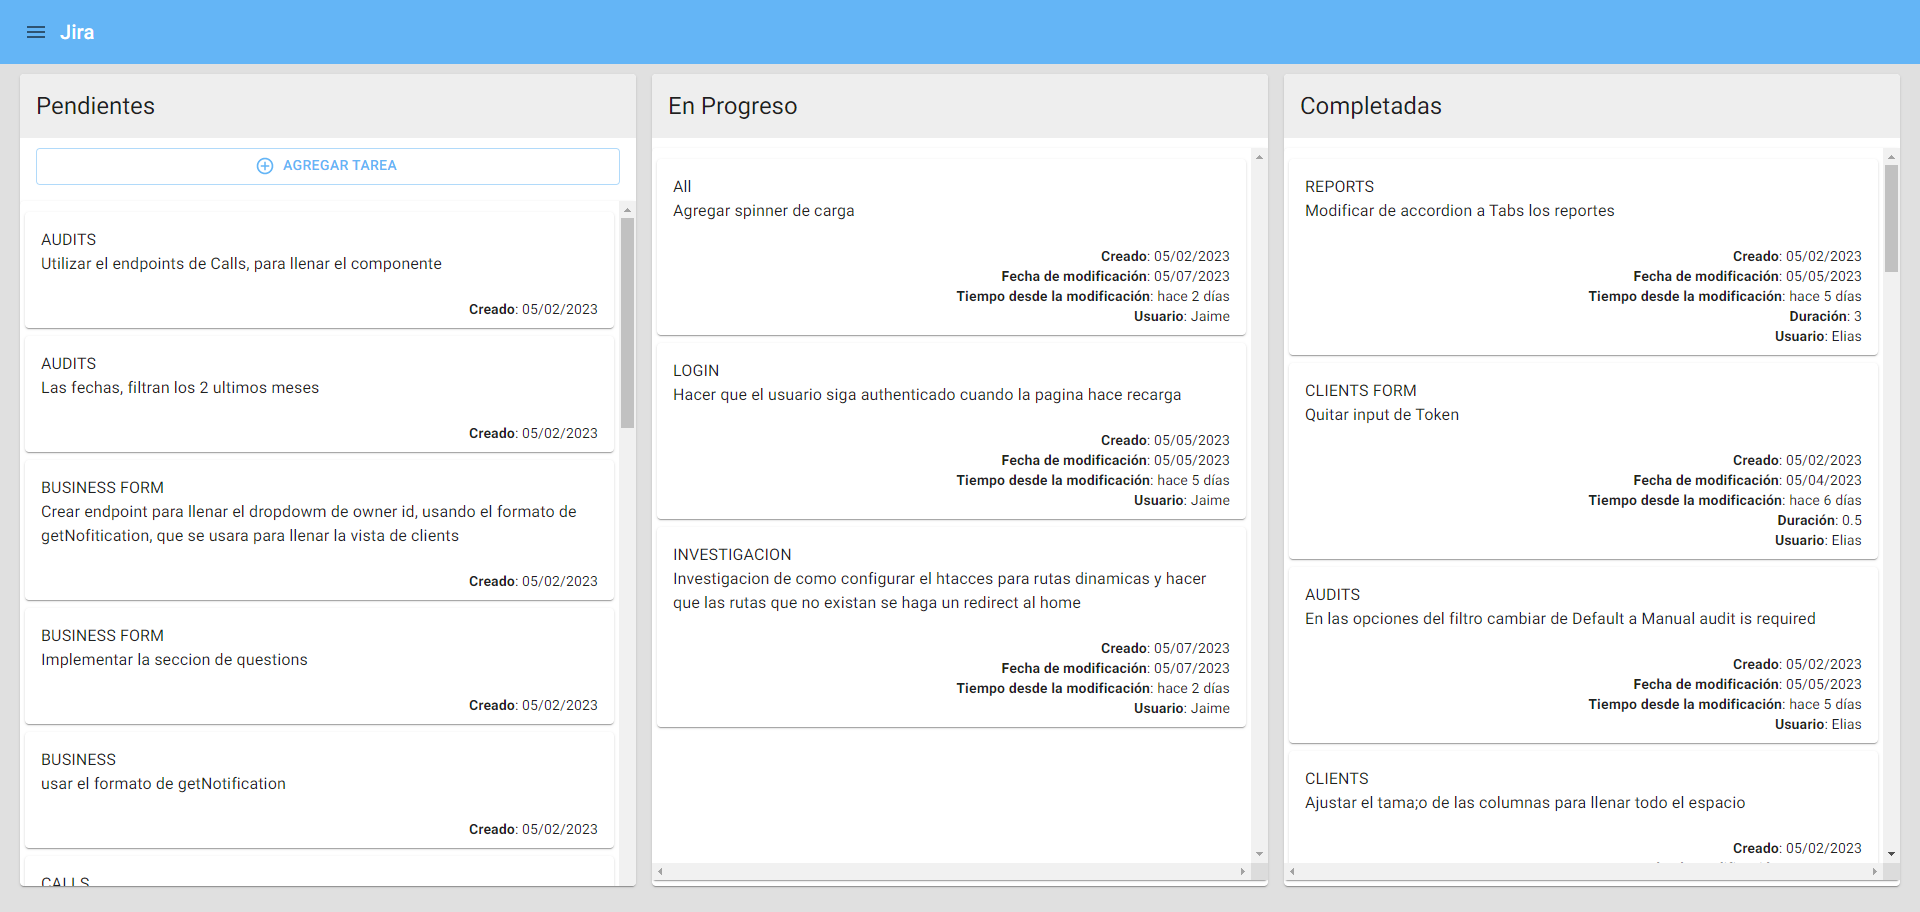 Jira
Pendientes
AGREGAR TAREA
AUDITS
Utilizar el endpoints de Calls, para llenar el componente
Creado: 05/02/2023
AUDITS
Las fechas, filtran los 2 ultimos meses
Creado: 05/02/2023
BUSINESS FORM
Crear endpoint para llenar el dropdowm de owner id, usando el formato de
getNofitication, que se usara para llenar la vista de clients
Creado: 05/02/2023
BUSINESS FORM
Implementar la seccion de questions
Creado: 05/02/2023
BUSINESS
usar el formato de getNotification
Creado: 05/02/2023
CALLS
En Progreso
All
Agregar spinner de carga
Creado: 05/02/2023
Fecha de modificación: 05/07/2023
Tiempo desde la modificación: hace 2 días
Usuario: Jaime
LOGIN
Hacer que el usuario siga authenticado cuando la pagina hace recarga
Creado: 05/05/2023
Fecha de modificación: 05/05/2023
Tiempo desde la modificación: hace 5 días
Usuario: Jaime
INVESTIGACION
Investigacion de como configurar el htacces para rutas dinamicas y hacer
que las rutas que no existan se haga un redirect al home
Creado: 05/07/2023
Fecha de modificación: 05/07/2023
Tiempo desde la modificación: hace 2 días
Usuario: Jaime
Completadas
REPORTS
Modificar de accordion a Tabs los reportes
Creado: 05/02/2023
Fecha de modificación: 05/05/2023
Tiempo desde la modificación: hace 5 días
Duración: 3
Usuario: Elias
CLIENTS FORM
Quitar input de Token
Creado: 05/02/2023
Fecha de modificación: 05/04/2023
Tiempo desde la modificación: hace 6 días
Duración: 0.5
Usuario: Elias
AUDITS
En las opciones del filtro cambiar de Default a Manual audit is required
Creado: 05/02/2023
Fecha de modificación: 05/05/2023
Tiempo desde la modificación: hace 5 días
Usuario: Elias
CLIENTS
Ajustar el tama;o de las columnas para llenar todo el espacio
Creado: 05/02/2023